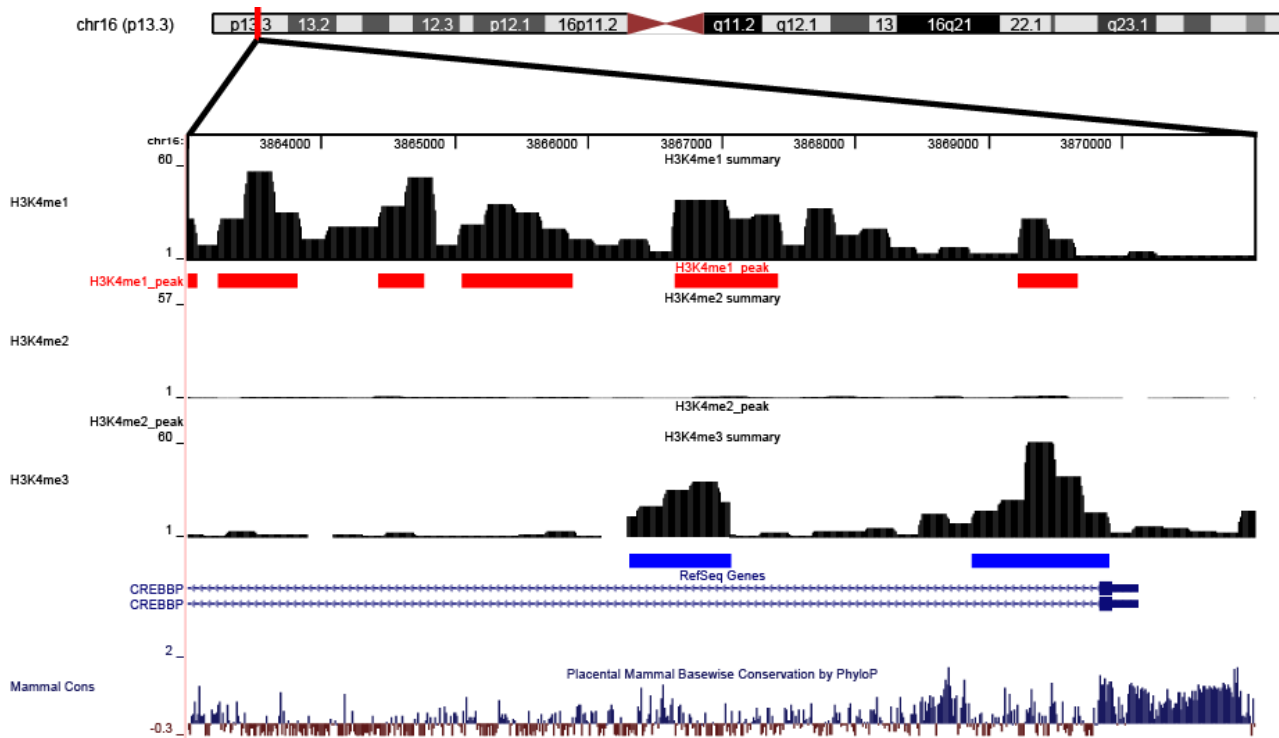 chr16 (p13.3) p13.3 13.2 12.3 p12.1 16p11.2 q11.2 q12.1 13 16q21 22.1 q23.1
chr16: 3864000 3865000 3866000 3867000 3868000 3869000 3870000
60 H3K4me1 summary
H3K4me1
1
H3K4me1_peak
H3K4me1_peak
57 H3K4me2 summary
H3K4me2
1
H3K4me2_peak
H3K4me2_peak
60 H3K4me3 summary
H3K4me3
1
RefSeq Genes
CREBBP
CREBBP
2
Placental Mammal Basewise Conservation by PhyloP
Mammal Cons
-0.3